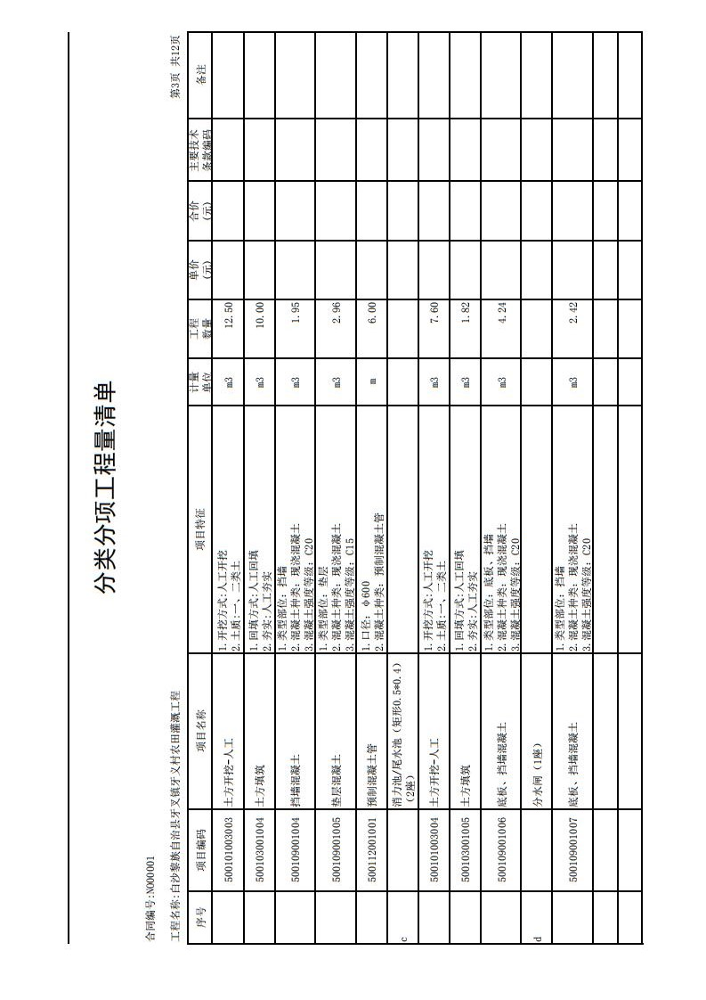 分类分项工程量清单
合同编号:NO00001
工程名称:白沙黎族自治县牙叉镇牙义村农田灌溉工程 第3页 共12页
序号 项目编码 项目名称 项目特征 计量单位 工程数量 单价(元) 合价(元) 主要技术条款编码 备注
500101003003 土方开挖-人工 1.开挖方式:人工开挖 m3 12.50
2.土质:一、二类土
500103001004 土方填筑 1.回填方式:人工回填 m3 10.00
2.夯实:人工夯实
500109001004 挡墙混凝土 1.类型部位: 挡墙 m3 1.95
2.混凝土种类: 现浇混凝土
3.混凝土强度等级: C20
500109001005 垫层混凝土 1.类型部位: 垫层 m3 2.96
2.混凝土种类: 现浇混凝土
3.混凝土强度等级: C15
500112001001 预制混凝土管 1.口径: φ600 m 6.00
2.混凝土种类: 预制混凝土管
c 消力池/尾水池(矩形0.5*0.4)
(2座)
500101003004 土方开挖-人工 1.开挖方式:人工开挖 m3 7.60
2.土质:一、二类土
500103001005 土方填筑 1.回填方式:人工回填 m3 1.82
2.夯实:人工夯实
500109001006 底板、挡墙混凝土 1.类型部位: 底板、挡墙 m3 4.24
2.混凝土种类: 现浇混凝土
3.混凝土强度等级: C20
d 分水闸(1座)
500109001007 底板、挡墙混凝土 1.类型部位: 挡墙 m3 2.42
2.混凝土种类: 现浇混凝土
3.混凝土强度等级: C20